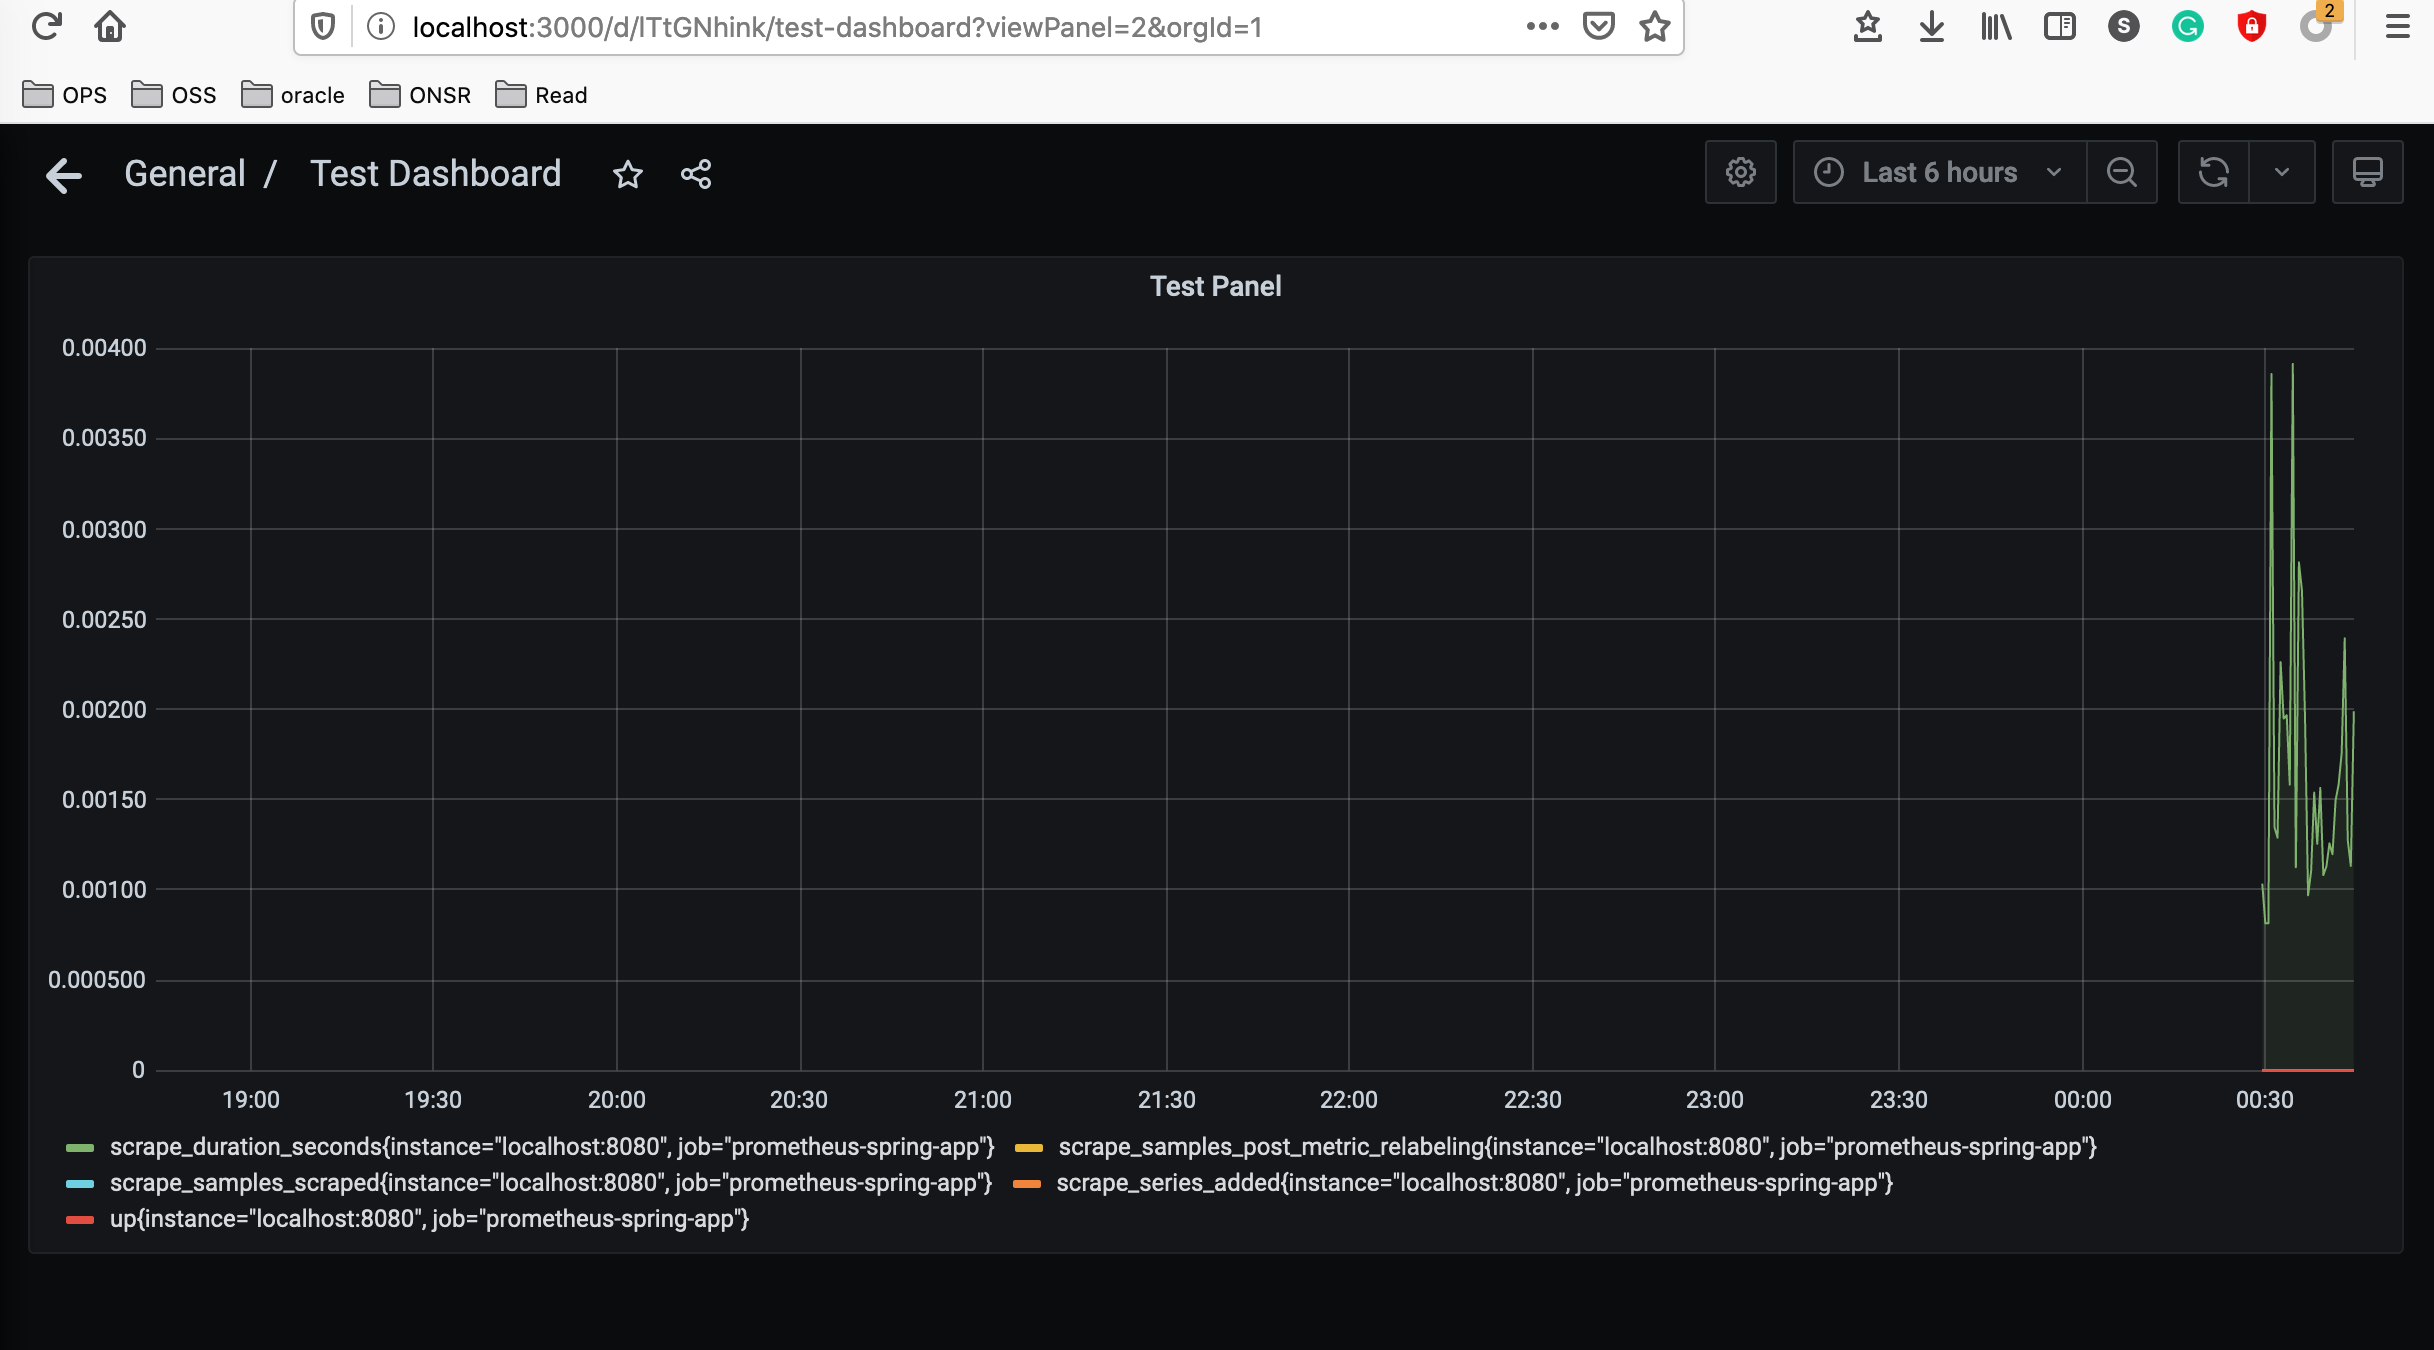 localhost:3000/d/lTtGNhink/test-dashboard?viewPanel=2&orgId=1
S
G
2
OPS OSS oracle ONSR Read
General / Test Dashboard
Last 6 hours
Test Panel
0.00400
0.00350
0.00300
0.00250
0.00200
0.00150
0.00100
0.000500
0
19:00 19:30 20:00 20:30 21:00 21:30 22:00 22:30 23:00 23:30 00:00 00:30
scrape_duration_seconds{instance="localhost:8080", job="prometheus-spring-app"} scrape_samples_post_metric_relabeling{instance="localhost:8080", job="prometheus-spring-app"}
scrape_samples_scraped{instance="localhost:8080", job="prometheus-spring-app"} scrape_series_added{instance="localhost:8080", job="prometheus-spring-app"}
up{instance="localhost:8080", job="prometheus-spring-app"}